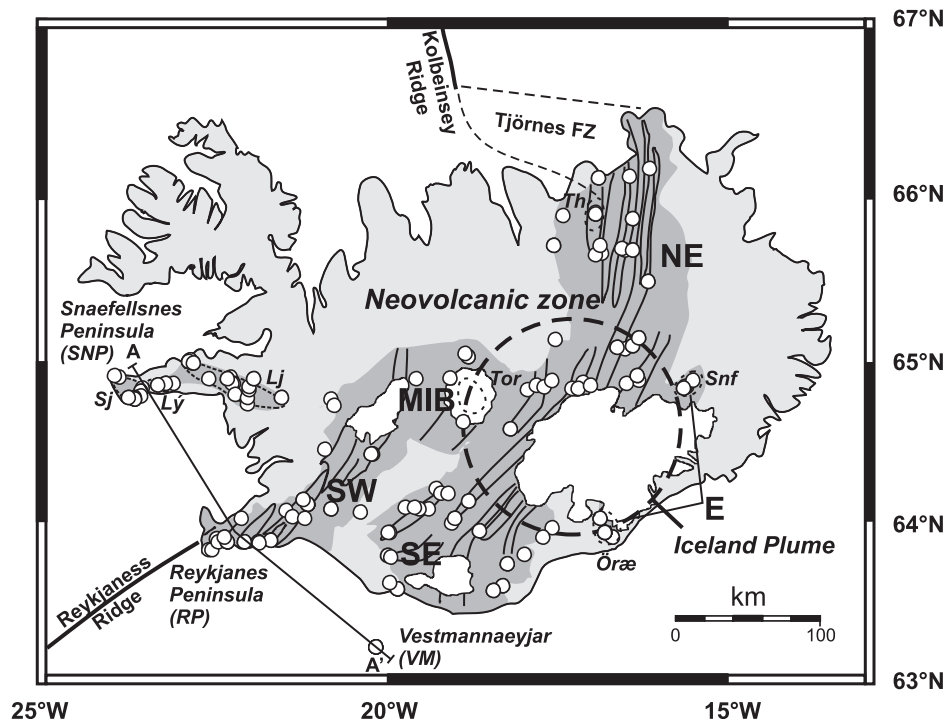 67°N
Kolbeinsey
Ridge
Tjörnes FZ
66°N
Th
NE
Neovolcanic zone
Snaefellsnes
Peninsula
(SNP)
A
65°N
Lj
Tor
Snf
Sj
Ly
MIB
SW
E
64°N
SE
Iceland Plume
Öræ
Reykjaness
Ridge
Reykjanes
Peninsula
(RP)
km
0
100
Vestmannaeyjar
(VM)
A'
63°N
25°W
20°W
15°W